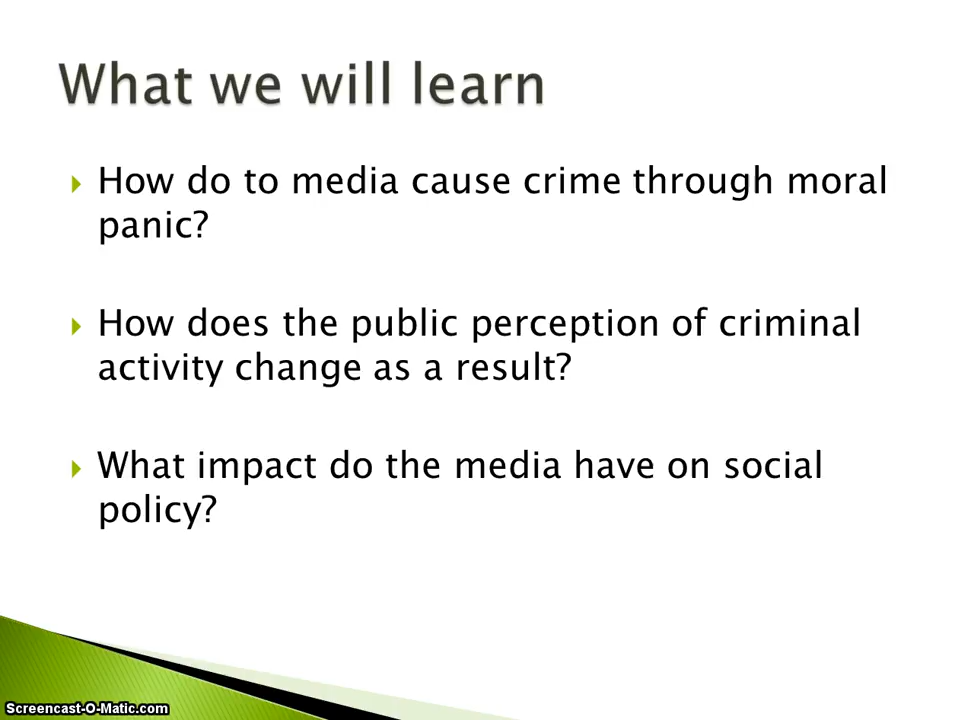 What we will learn
How do to media cause crime through moral
panic?
How does the public perception of criminal
activity change as a result?
What impact do the media have on social
policy?
Screencast-O-Matic.com